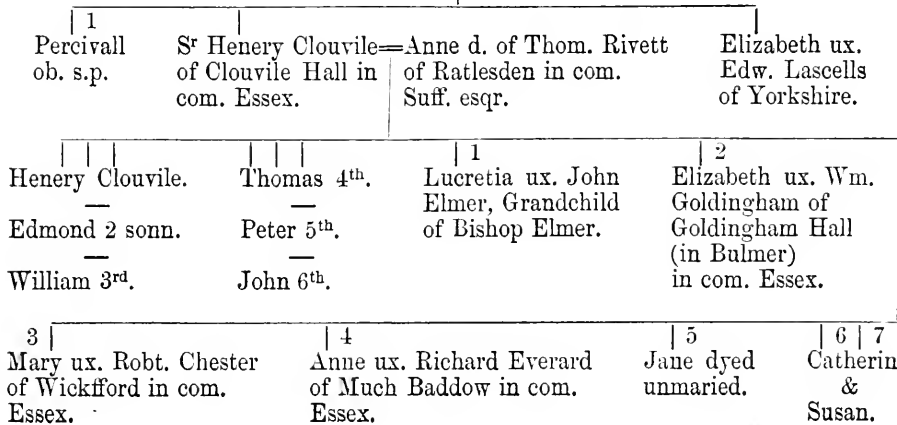 1
Percivall
ob. s.p.
Sʳ Henery Clouvile=Anne d. of Thom. Rivett
of Clouvile Hall in of Ratlesden in com.
com. Essex. Suff. esqr.
Elizabeth ux.
Edw. Lascells
of Yorkshire.
Henery Clouvile.
Edmond 2 sonn.
William 3ʳᵈ.
Thomas 4ᵗʰ.
Peter 5ᵗʰ.
John 6ᵗʰ.
1
Lucretia ux. John
Elmer, Grandchild
of Bishop Elmer.
2
Elizabeth ux. Wm.
Goldingham of
Goldingham Hall
(in Bulmer)
in com. Essex.
3
Mary ux. Robt. Chester
of Wickfford in com.
Essex.
4
Anne ux. Richard Everard
of Much Baddow in com.
Essex.
5
Jane dyed
unmaried.
6 7
Catherin
&
Susan.